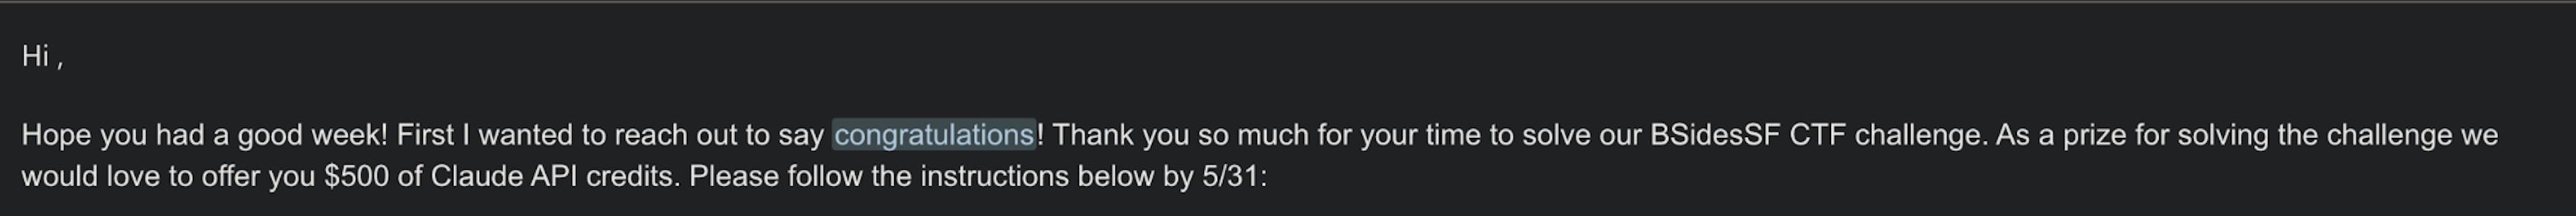 Hi ,
Hope you had a good week! First I wanted to reach out to say congratulations! Thank you so much for your time to solve our BSidesSF CTF challenge. As a prize for solving the challenge we
would love to offer you $500 of Claude API credits. Please follow the instructions below by 5/31: